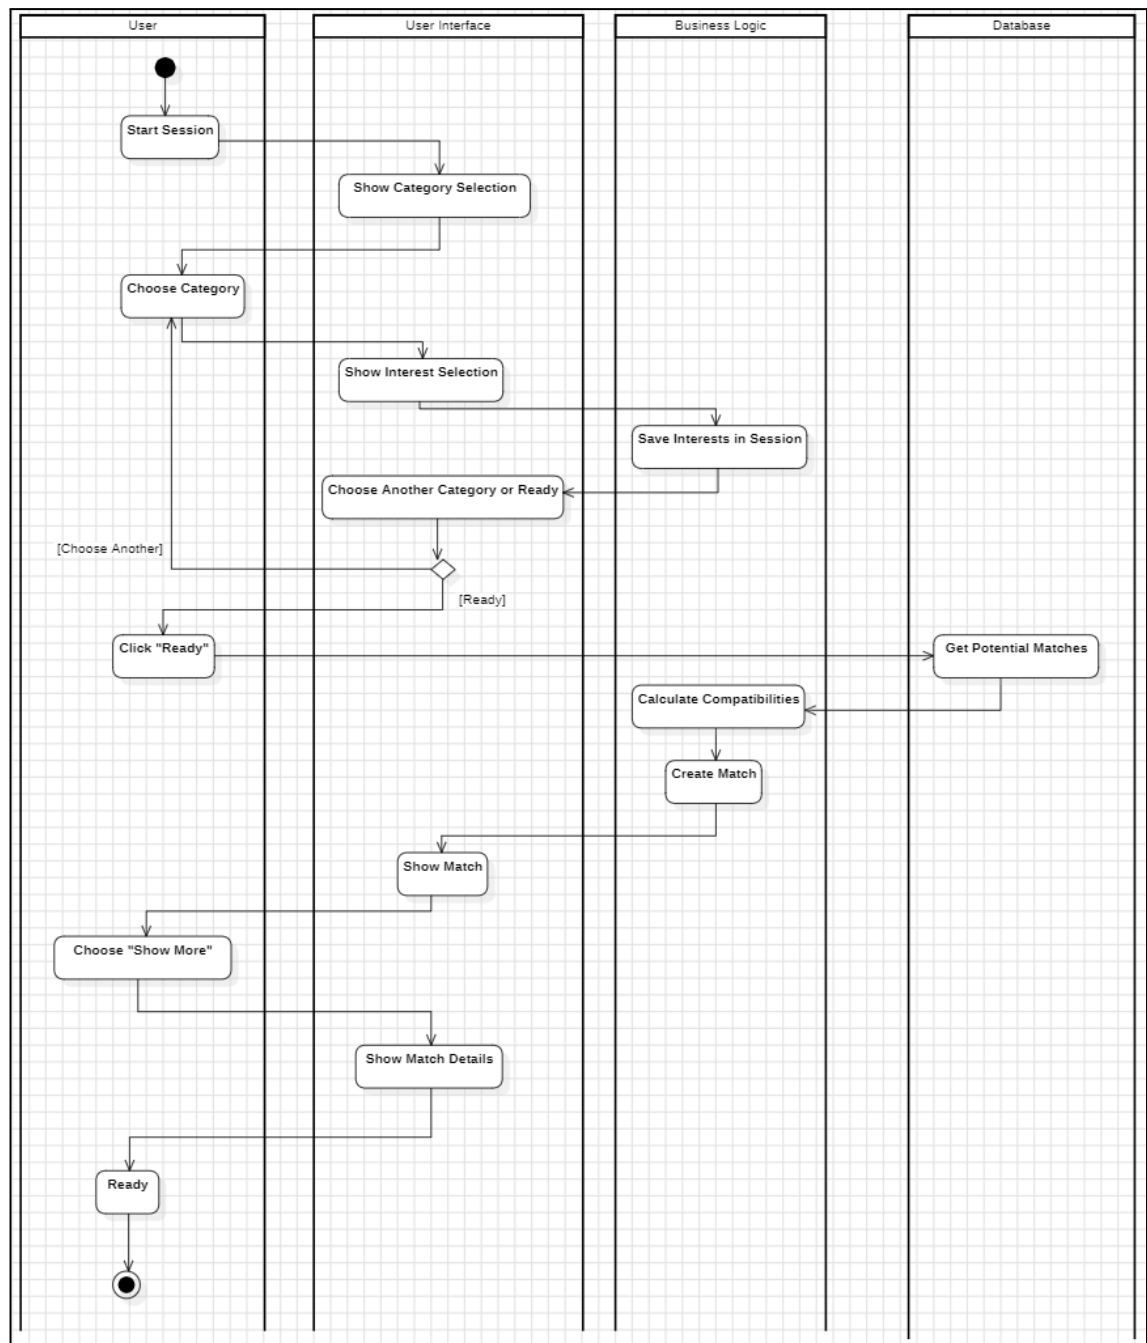 User
User Interface
Business Logic
Database
Start Session
Show Category Selection
Choose Category
Show Interest Selection
Save Interests in Session
Choose Another Category or Ready
[Choose Another]
[Ready]
Click "Ready"
Get Potential Matches
Calculate Compatibilities
Create Match
Show Match
Choose "Show More"
Show Match Details
Ready